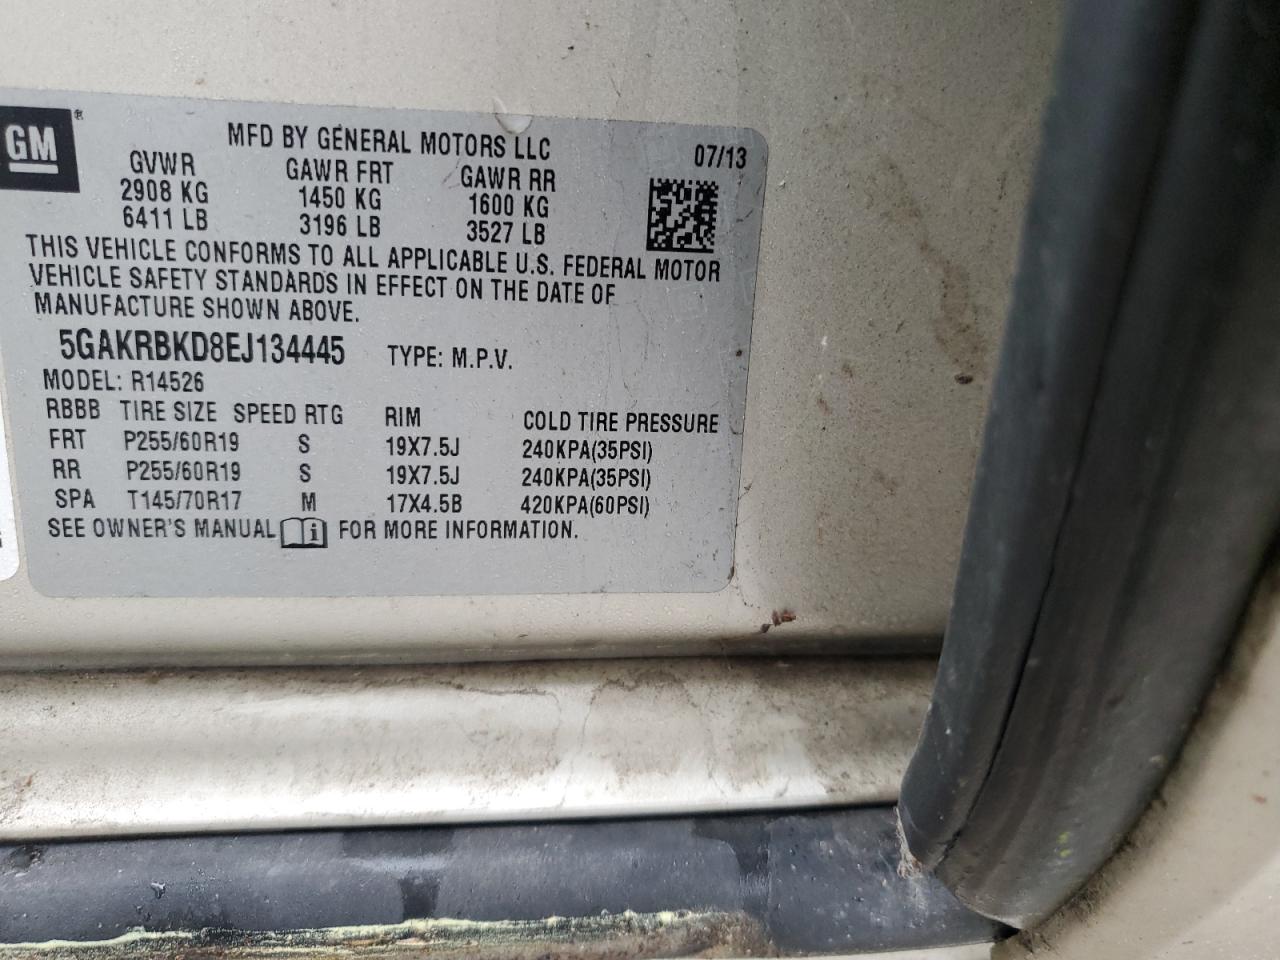 GM ®
MFD BY GENERAL MOTORS LLC
07/13
GVWR GAWR FRT GAWR RR
2908 KG 1450 KG 1600 KG
6411 LB 3196 LB 3527 LB
THIS VEHICLE CONFORMS TO ALL APPLICABLE U.S. FEDERAL MOTOR
VEHICLE SAFETY STANDARDS IN EFFECT ON THE DATE OF
MANUFACTURE SHOWN ABOVE.
5GAKRBKD8EJ134445 TYPE: M.P.V.
MODEL: R14526
RBBB TIRE SIZE SPEED RTG RIM COLD TIRE PRESSURE
FRT P255/60R19 S 19X7.5J 240KPA(35PSI)
RR P255/60R19 S 19X7.5J 240KPA(35PSI)
SPA T145/70R17 M 17X4.5B 420KPA(60PSI)
SEE OWNER'S MANUAL i FOR MORE INFORMATION.